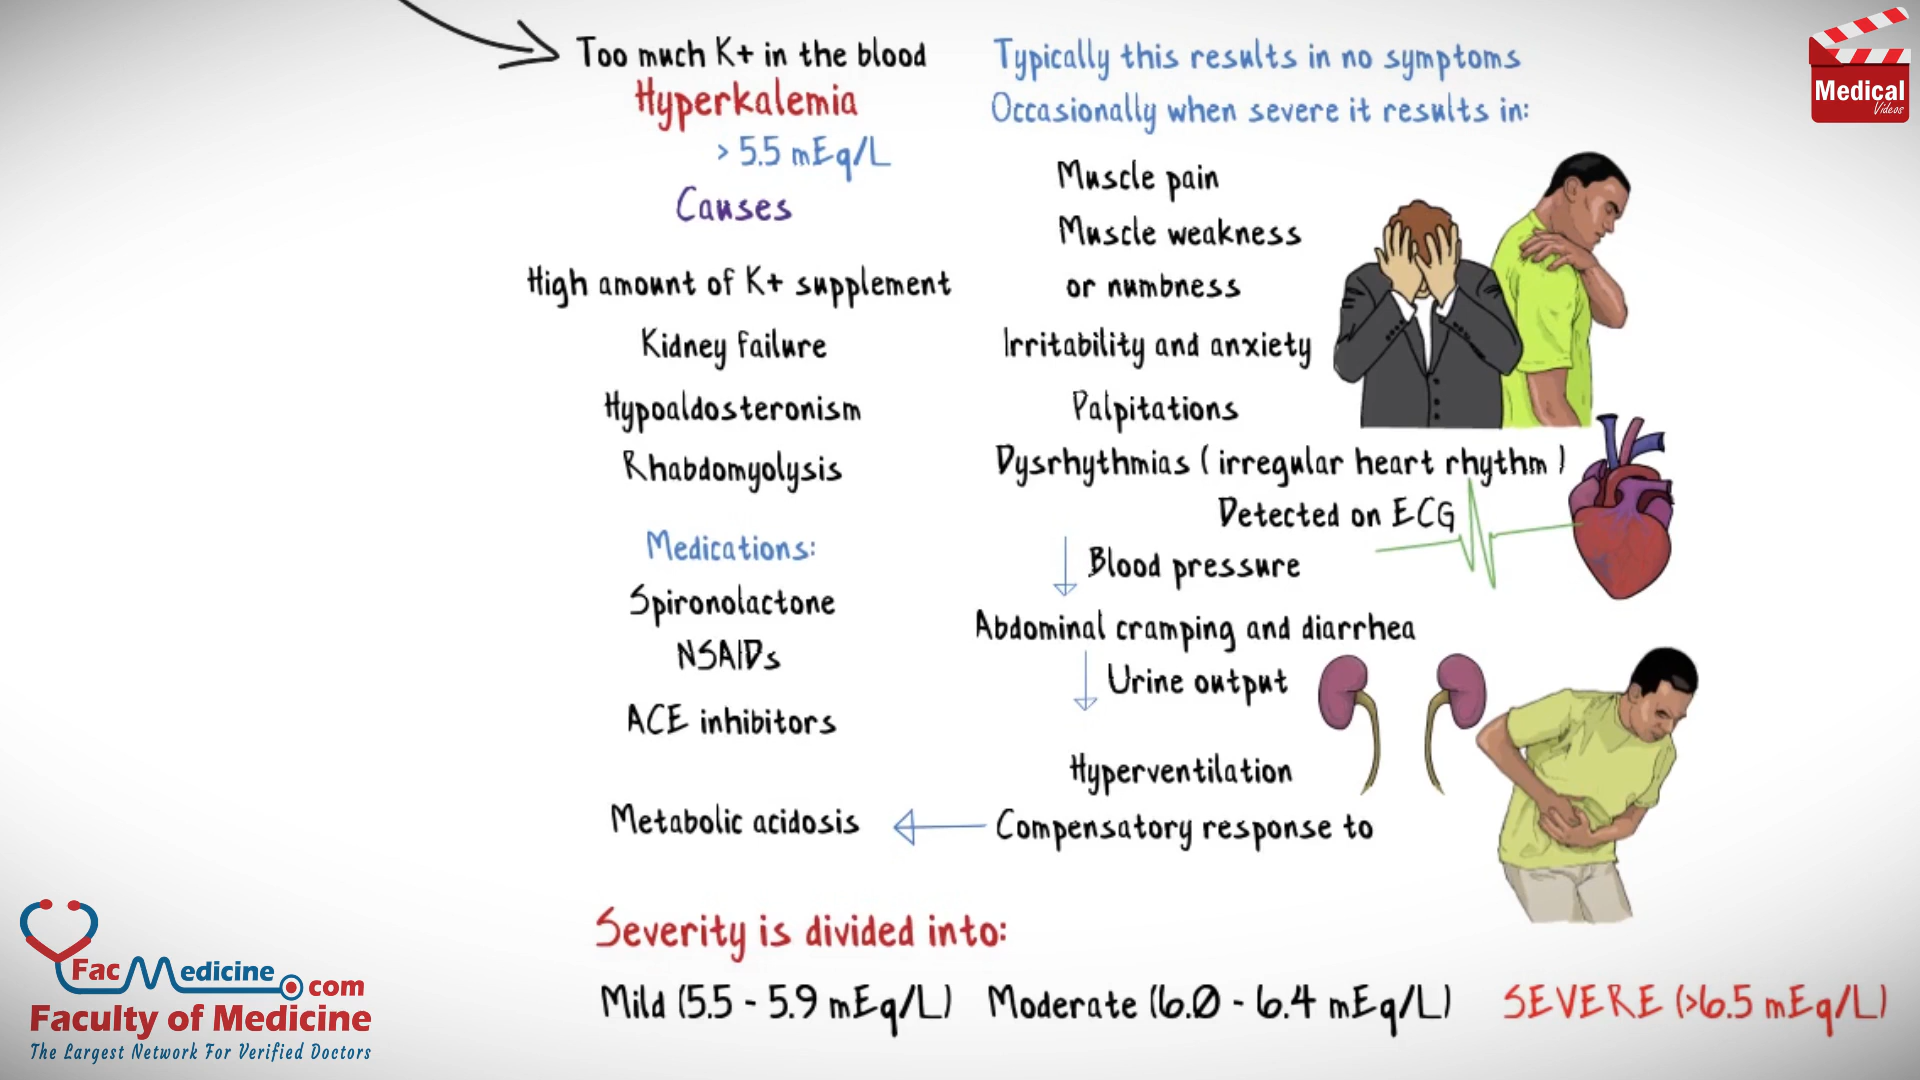 Too much K+ in the blood
Hyperkalemia
> 5.5 mEq/L
Causes
High amount of K+ supplement
Kidney failure
Hypoaldosteronism
Rhabdomyolysis
Medications:
Spironolactone
NSAIDs
ACE inhibitors
Metabolic acidosis
Typically this results in no symptoms
Occasionally when severe it results in:
Muscle pain
Muscle weakness
or numbness
Irritability and anxiety
Palpitations
Dysrhythmias ( irregular heart rhythm )
Detected on ECG
Blood pressure
Abdominal cramping and diarrhea
Urine output
Hyperventilation
Compensatory response to
Severity is divided into:
Mild (5.5 - 5.9 mEq/L) Moderate (6.0 - 6.4 mEq/L) SEVERE (>6.5 mEq/L)
Medical
Videos
FacMedicine.com
Faculty of Medicine
The Largest Network For Verified Doctors